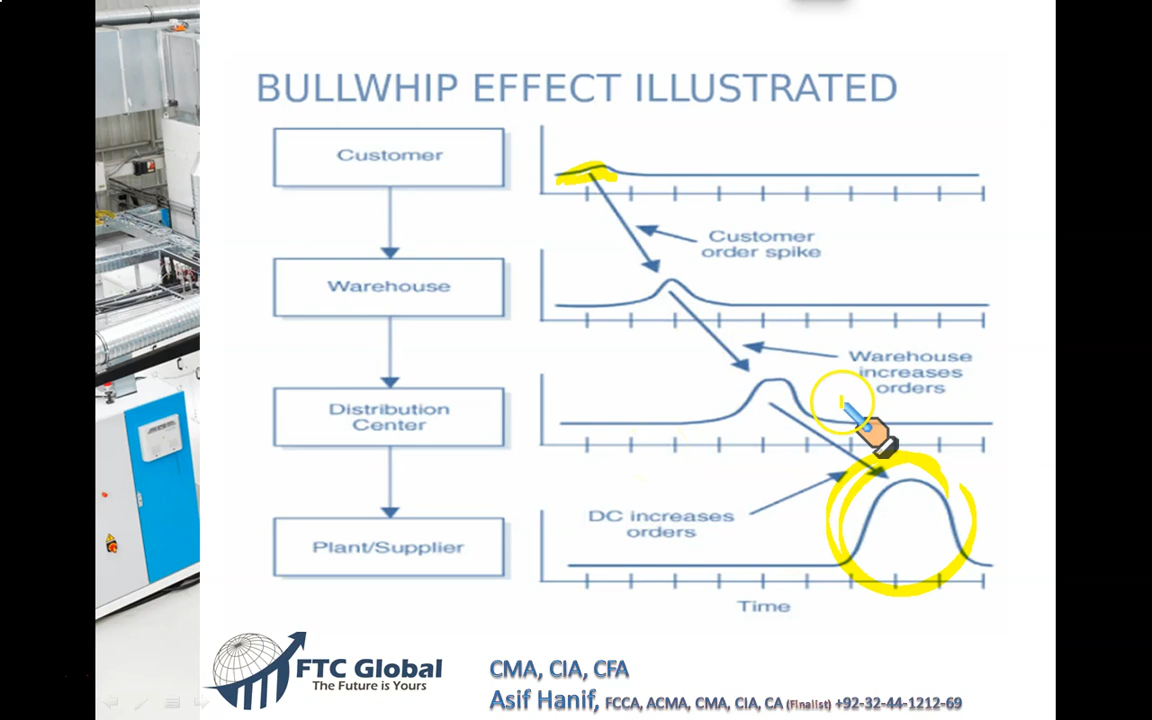 BULLWHIP EFFECT ILLUSTRATED
Customer
Customer
order spike
Warehouse
Warehouse
increases
orders
Distribution
Center
DC increases
orders
Plant/Supplier
Time
FTC Global
The Future is Yours
CMA, CIA, CFA
Asif Hanif, FCCA, ACMA, CMA, CIA, CA (Finalist) +92-32-44-1212-69